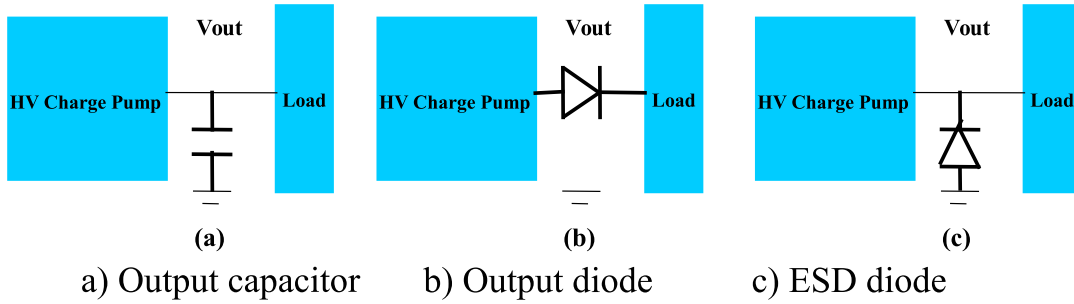 Vout
HV Charge Pump
Load
(a)
Vout
HV Charge Pump
Load
(b)
Vout
HV Charge Pump
Load
(c)
a) Output capacitor
b) Output diode
c) ESD diode